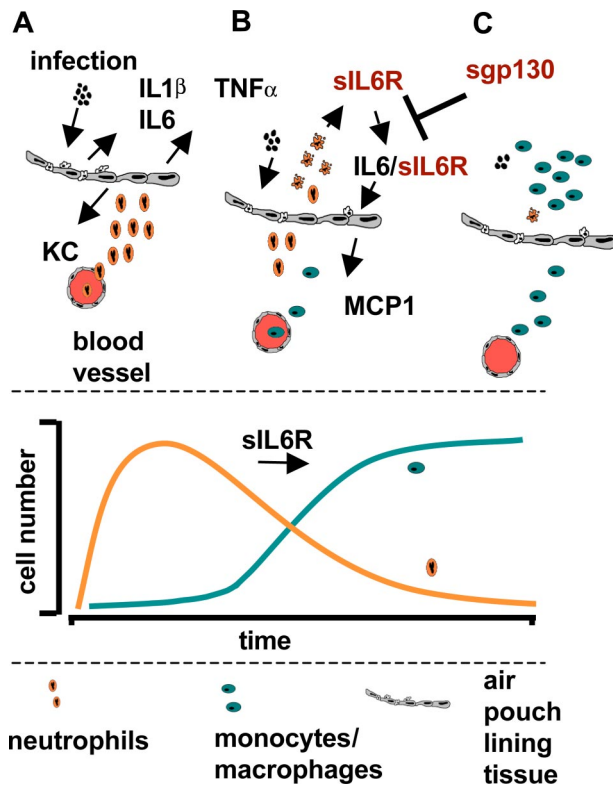 A
infection
IL1β
IL6
KC
blood
vessel
B
TNFα
sIL6R
IL6/sIL6R
MCP1
C
sgp130
cell number
sIL6R
time
neutrophils
monocytes/
macrophages
air
pouch
lining
tissue